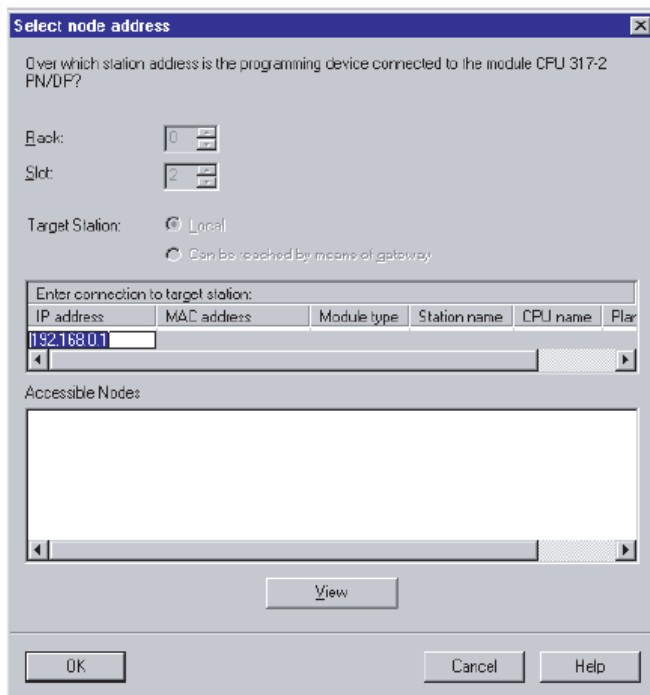 Select node address
Over which station address is the programming device connected to the module CPU 317-2
PN/DP?
Rack: 0
Slot: 2
Target Station: Local
Can be reached by means of gateway
Enter connection to target station:
IP address MAC address Module type Station name CPU name Plan
192.168.0.1
Accessible Nodes
View
OK Cancel Help